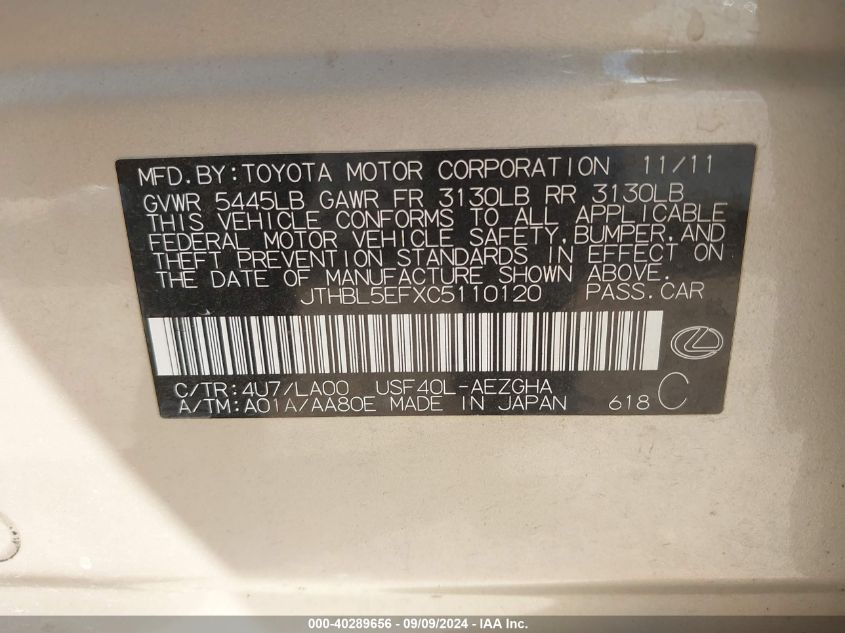 MFD.BY:TOYOTA MOTOR CORPORATION 11/11
GVWR 5445LB GAWR FR 3130LB RR 3130LB
THIS VEHICLE CONFORMS TO ALL APPLICABLE
FEDERAL MOTOR VEHICLE SAFETY,BUMPER,AND
THEFT PREVENTION STANDARDS IN EFFECT ON
THE DATE OF MANUFACTURE SHOWN ABOVE.
JTHBL5EFXC5110120 PASS.CAR
C/TR:4U7/LA00 USF40L-AEZGHA
A/TM:A01A/AA80E MADE IN JAPAN 618 C
000-40289656 - 09/09/2024 - IAA Inc.